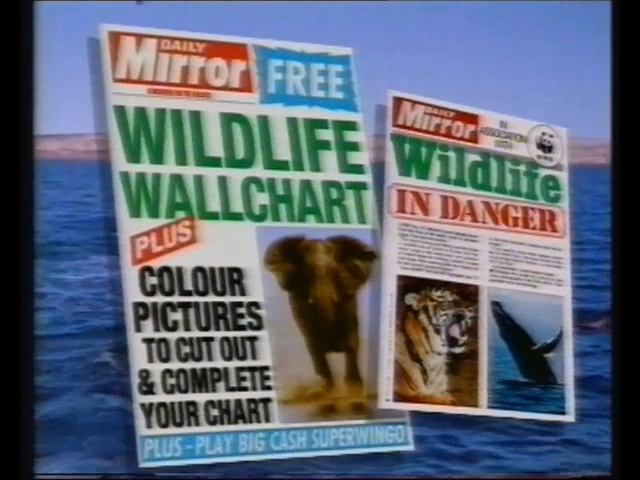 DAILY
Mirror
FREE
WILDLIFE
WALLCHART
PLUS
COLOUR
PICTURES
TO CUT OUT
& COMPLETE
YOUR CHART
PLUS - PLAY BIG CASH SUPERWINGO
DAILY
Mirror
IN
ASSOCIATION
WITH
WWF
Wildlife
IN DANGER